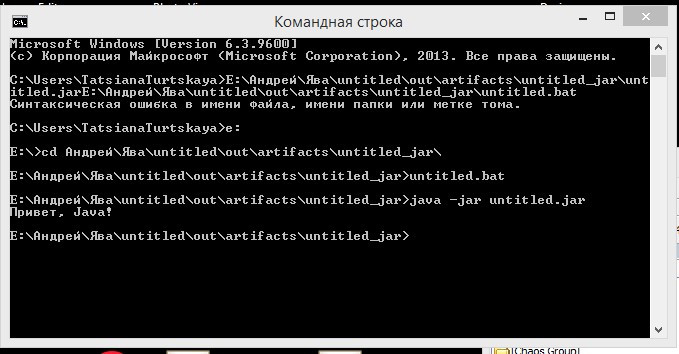 Командная строка
Microsoft Windows [Version 6.3.9600]
(c) Корпорация Майкрософт (Microsoft Corporation), 2013. Все права защищены.
C:\Users\TatsianaTurtskaya>E:\Андрей\Ява\untitled\out\artifacts\untitled_jar\unt
itled.jarE:\Андрей\Ява\untitled\out\artifacts\untitled_jar\untitled.bat
Синтаксическая ошибка в имени файла, имени папки или метке тома.
C:\Users\TatsianaTurtskaya>e:
E:\>cd Андрей\Ява\untitled\out\artifacts\untitled_jar\
E:\Андрей\Ява\untitled\out\artifacts\untitled_jar>untitled.bat
E:\Андрей\Ява\untitled\out\artifacts\untitled_jar>java -jar untitled.jar
Привет, Java!
E:\Андрей\Ява\untitled\out\artifacts\untitled_jar>
[Chaos Group]